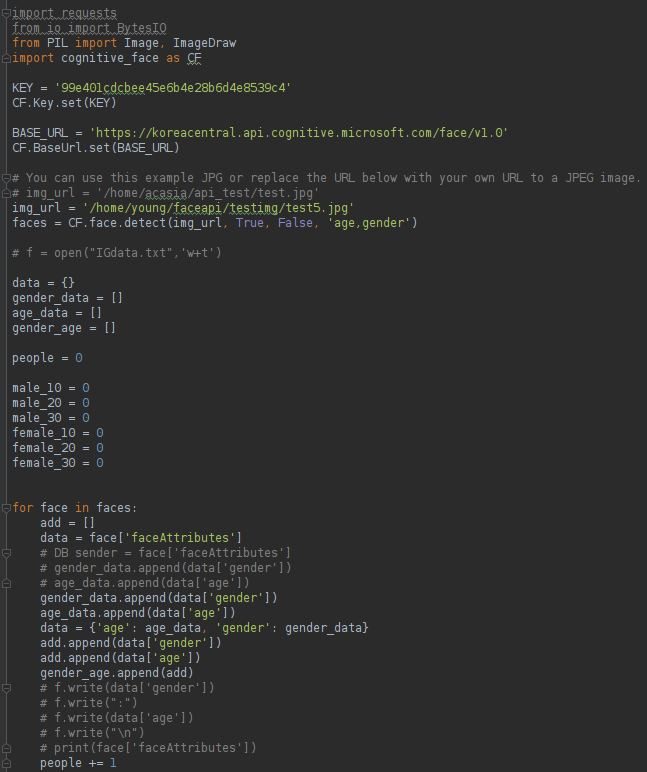 import requests
from io import BytesIO
from PIL import Image, ImageDraw
import cognitive_face as CF
KEY = '99e401cdcbee45e6b4e28b6d4e8539c4'
CF.Key.set(KEY)
BASE_URL = 'https://koreacentral.api.cognitive.microsoft.com/face/v1.0'
CF.BaseUrl.set(BASE_URL)
# You can use this example JPG or replace the URL below with your own URL to a JPEG image.
# img_url = '/home/acasia/api_test/test.jpg'
img_url = '/home/young/faceapi/testimg/test5.jpg'
faces = CF.face.detect(img_url, True, False, 'age,gender')
# f = open("IGdata.txt",'w+t')
data = {}
gender_data = []
age_data = []
gender_age = []
people = 0
male_10 = 0
male_20 = 0
male_30 = 0
female_10 = 0
female_20 = 0
female_30 = 0
for face in faces:
    add = []
    data = face['faceAttributes']
    # DB sender = face['faceAttributes']
    # gender_data.append(data['gender'])
    # age_data.append(data['age'])
    gender_data.append(data['gender'])
    age_data.append(data['age'])
    data = {'age': age_data, 'gender': gender_data}
    add.append(data['gender'])
    add.append(data['age'])
    gender_age.append(add)
    # f.write(data['gender'])
    # f.write(":")
    # f.write(data['age'])
    # f.write("\n")
    # print(face['faceAttributes'])
    people += 1